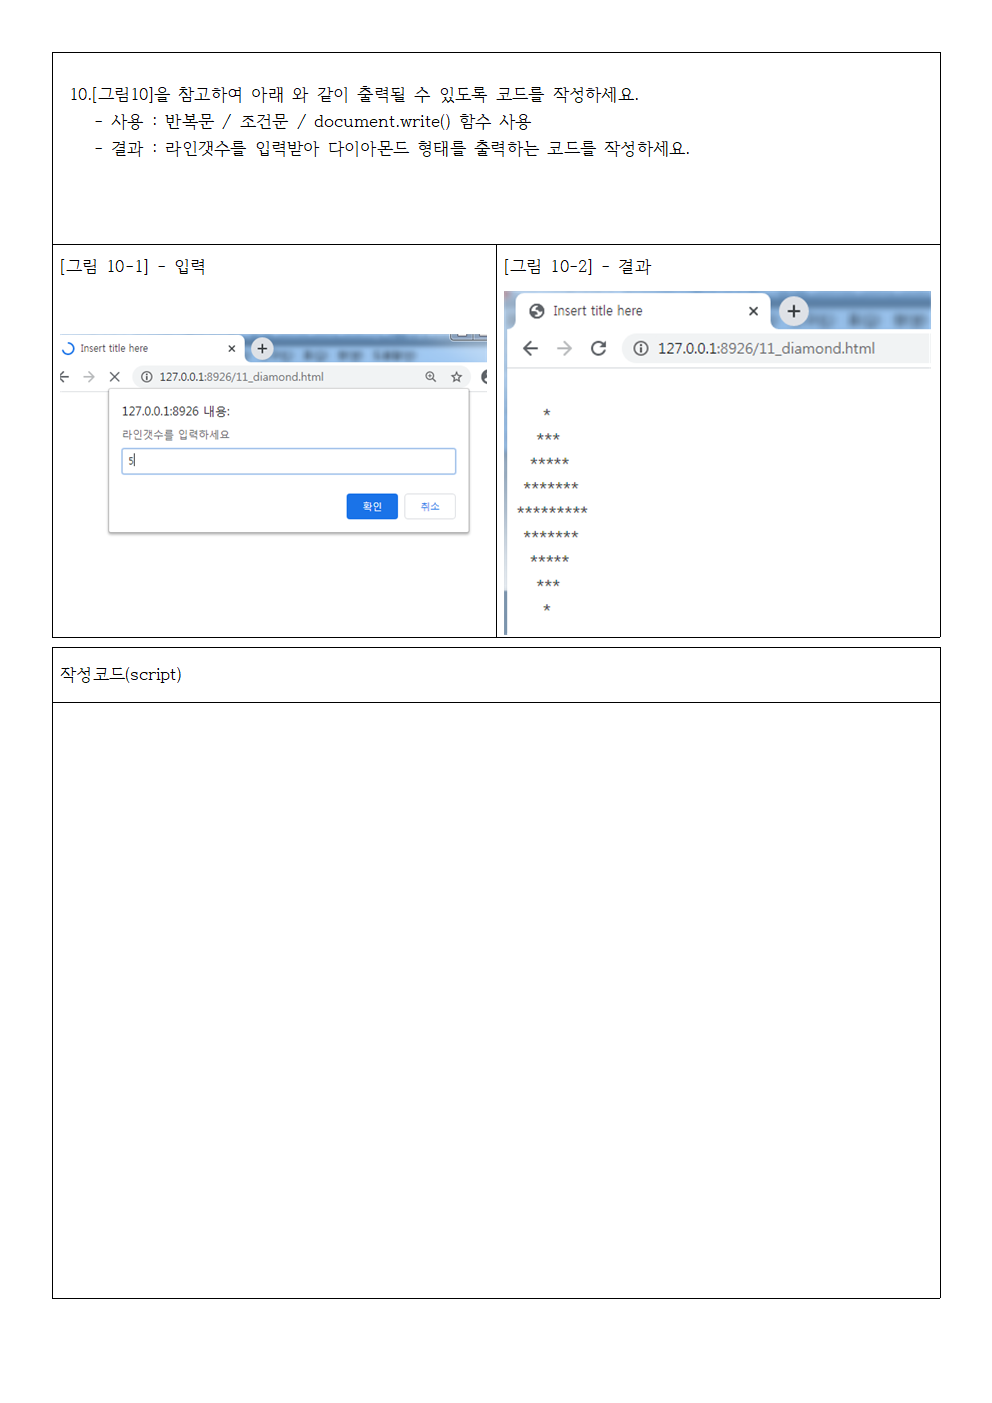 10.[그림10]을 참고하여 아래 와 같이 출력될 수 있도록 코드를 작성하세요.
- 사용 : 반복문 / 조건문 / document.write() 함수 사용
- 결과 : 라인갯수를 입력받아 다이아몬드 형태를 출력하는 코드를 작성하세요.
[그림 10-1] - 입력
Insert title here
127.0.0.1:8926/11_diamond.html
127.0.0.1:8926 내용:
라인갯수를 입력하세요
5
확인 취소
[그림 10-2] - 결과
Insert title here
127.0.0.1:8926/11_diamond.html
*
***
*****
*******
*********
*******
*****
***
*
작성코드(script)